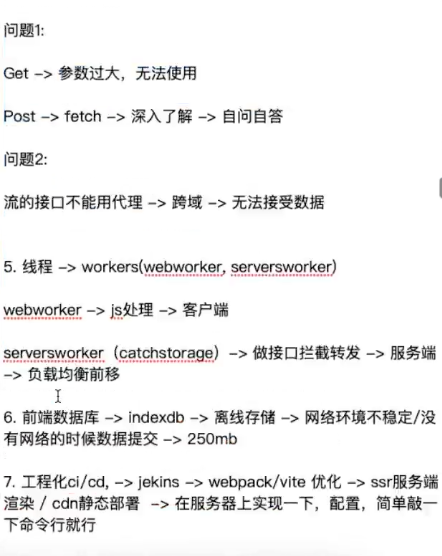 问题1:
Get –> 参数过大，无法使用
Post –> fetch –> 深入了解 –> 自问自答
问题2:
流的接口不能用代理 –> 跨域 –> 无法接受数据
5. 线程 –> workers(webworker, serversworker)
webworker –> js处理 –> 客户端
serversworker（catchstorage）–> 做接口拦截转发 –> 服务端
–> 负载均衡前移
6. 前端数据库 –> indexdb –> 离线存储 –> 网络环境不稳定/没
有网络的时候数据提交 –> 250mb
7. 工程化ci/cd, –> jekins –> webpack/vite 优化 –> ssr服务端
渲染 / cdn静态部署  –> 在服务器上实现一下，配置，简单敲一
下命令行就行